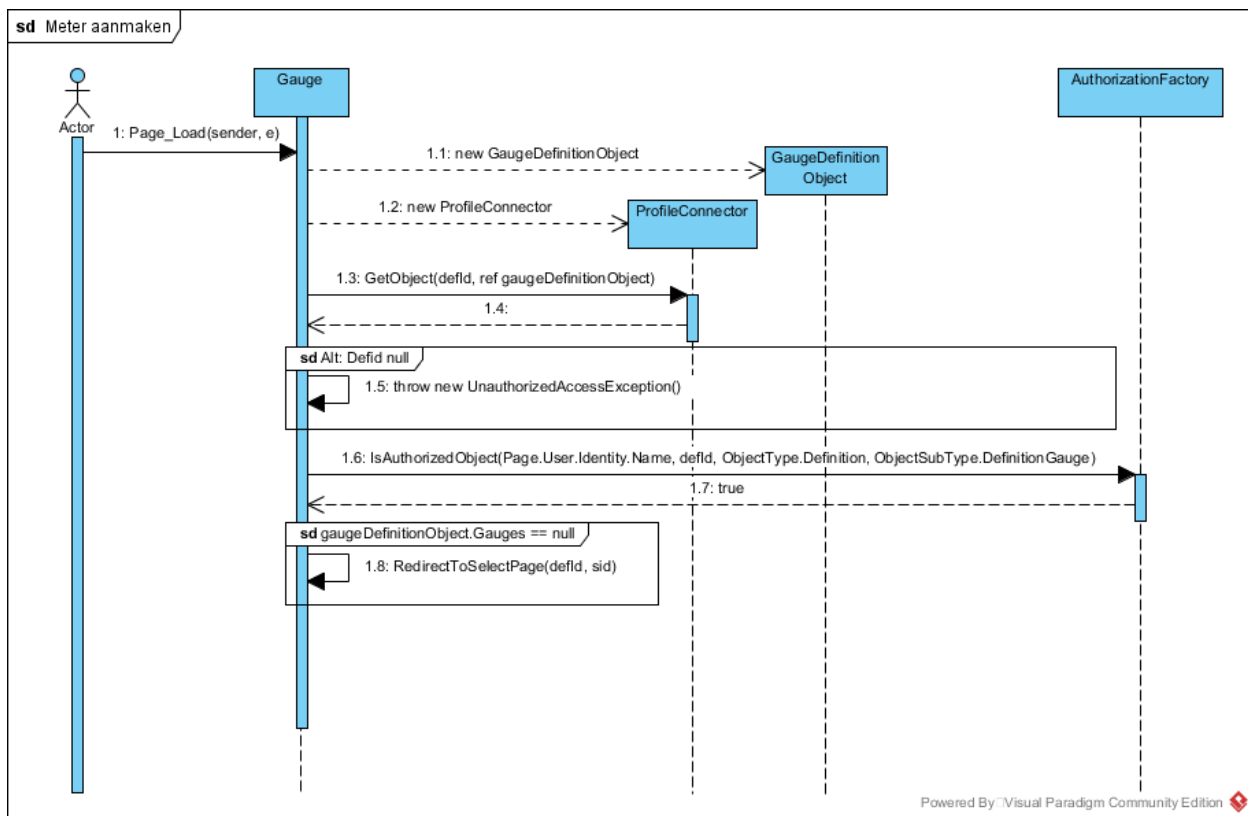 sd Meter aanmaken
Gauge
AuthorizationFactory
Actor
1: Page_Load(sender, e)
1.1: new GaugeDefinitionObject
GaugeDefinition
Object
1.2: new ProfileConnector
ProfileConnector
1.3: GetObject(defId, ref gaugeDefinitionObject)
1.4:
sd Alt: Defid null
1.5: throw new UnauthorizedAccessException()
1.6: IsAuthorizedObject(Page.User.Identity.Name, defId, ObjectType.Definition, ObjectSubType.DefinitionGauge)
1.7: true
sd gaugeDefinitionObject.Gauges == null
1.8: RedirectToSelectPage(defId, sid)
Powered By Visual Paradigm Community Edition